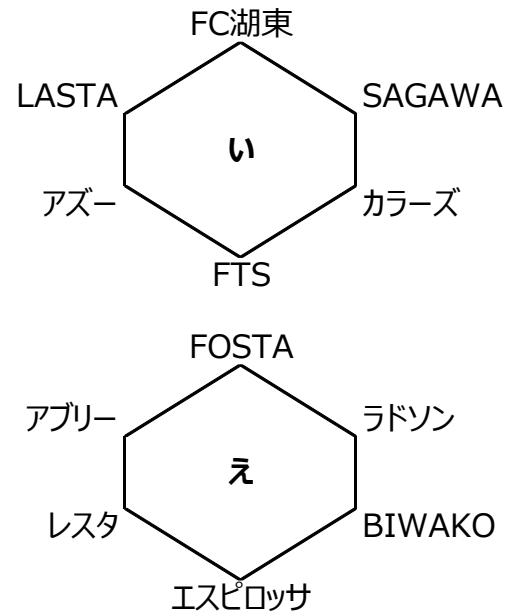 FC湖東
LASTA
SAGAWA
い
アズー
カラーズ
FTS
FOSTA
アブリー
ラドソン
え
レスタ
BIWAKO
エスピロッサ